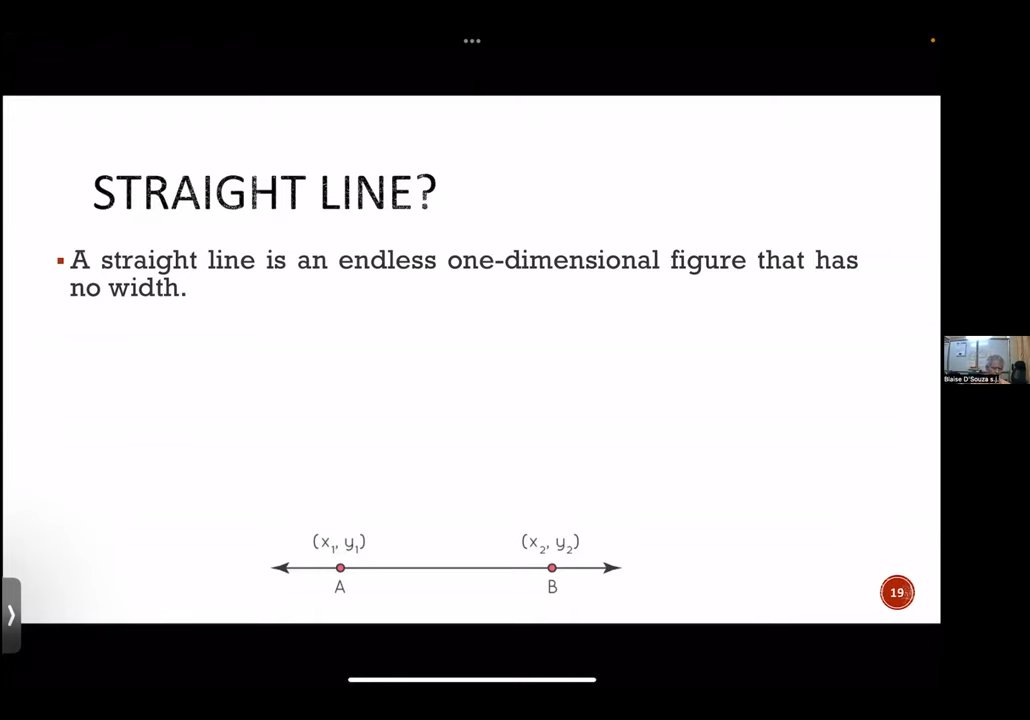 STRAIGHT LINE?
A straight line is an endless one-dimensional figure that has
no width.
(x₁, y₁) (x₂, y₂)
A B
19
Blaise D'Souza s.j.